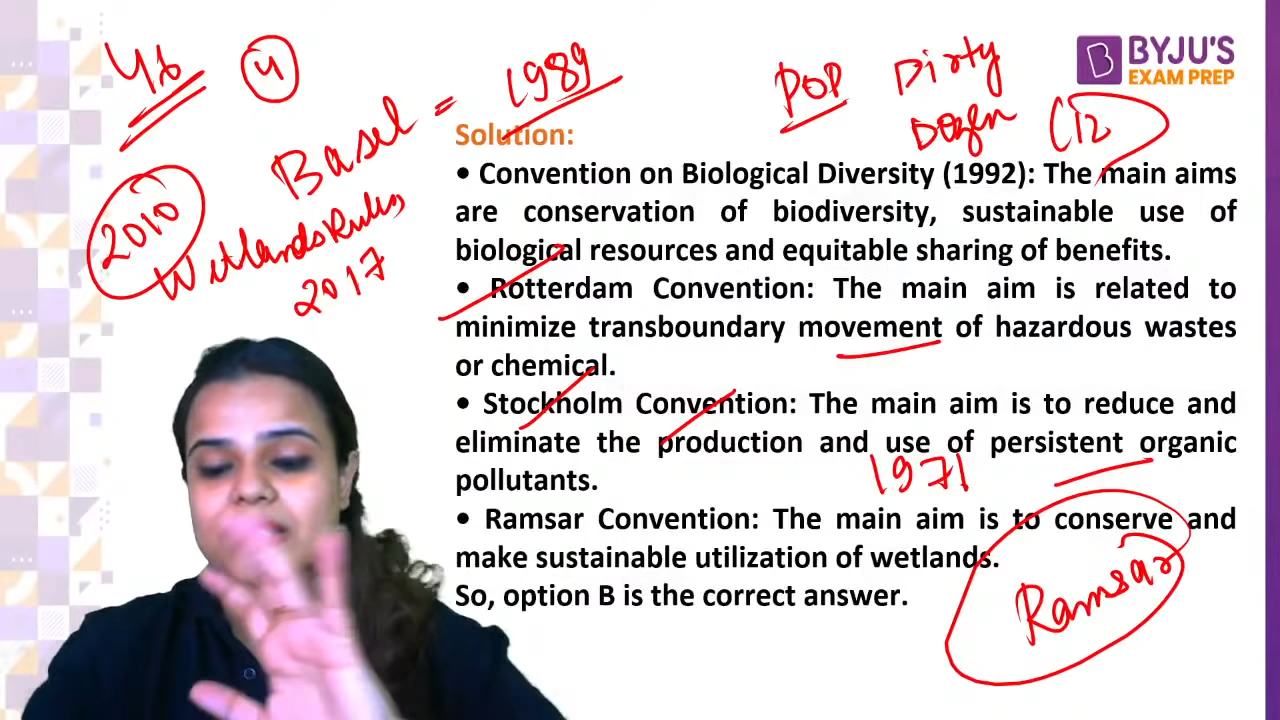 46 4
Basel = 1989
POP Dirty
Dozen (12
BYJU'S
EXAM PREP
2010
Wetlands Rules
2017
Solution:
• Convention on Biological Diversity (1992): The main aims
are conservation of biodiversity, sustainable use of
biological resources and equitable sharing of benefits.
• Rotterdam Convention: The main aim is related to
minimize transboundary movement of hazardous wastes
or chemical.
• Stockholm Convention: The main aim is to reduce and
eliminate the production and use of persistent organic
pollutants.
1971
• Ramsar Convention: The main aim is to conserve and
make sustainable utilization of wetlands.
Ramsar
So, option B is the correct answer.